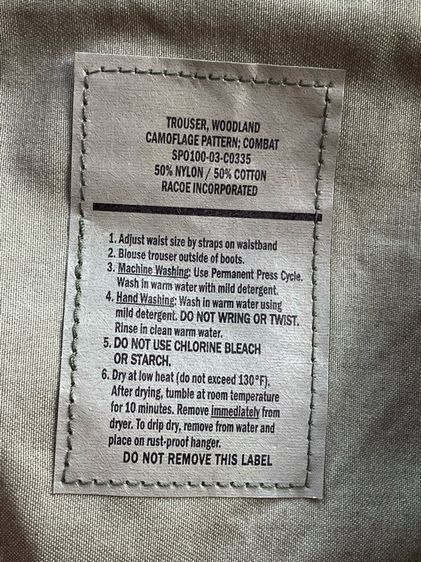 TROUSER, WOODLAND
CAMOFLAGE PATTERN; COMBAT
SPO100-03-C0335
50% NYLON / 50% COTTON
RACOE INCORPORATED
1. Adjust waist size by straps on waistband
2. Blouse trouser outside of boots.
3. Machine Washing: Use Permanent Press Cycle.
Wash in warm water with mild detergent.
4. Hand Washing: Wash in warm water using
mild detergent. DO NOT WRING OR TWIST.
Rinse in clean warm water.
5. DO NOT USE CHLORINE BLEACH
OR STARCH.
6. Dry at low heat (do not exceed 130°F).
After drying, tumble at room temperature
for 10 minutes. Remove immediately from
dryer. To drip dry, remove from water and
place on rust-proof hanger.
DO NOT REMOVE THIS LABEL